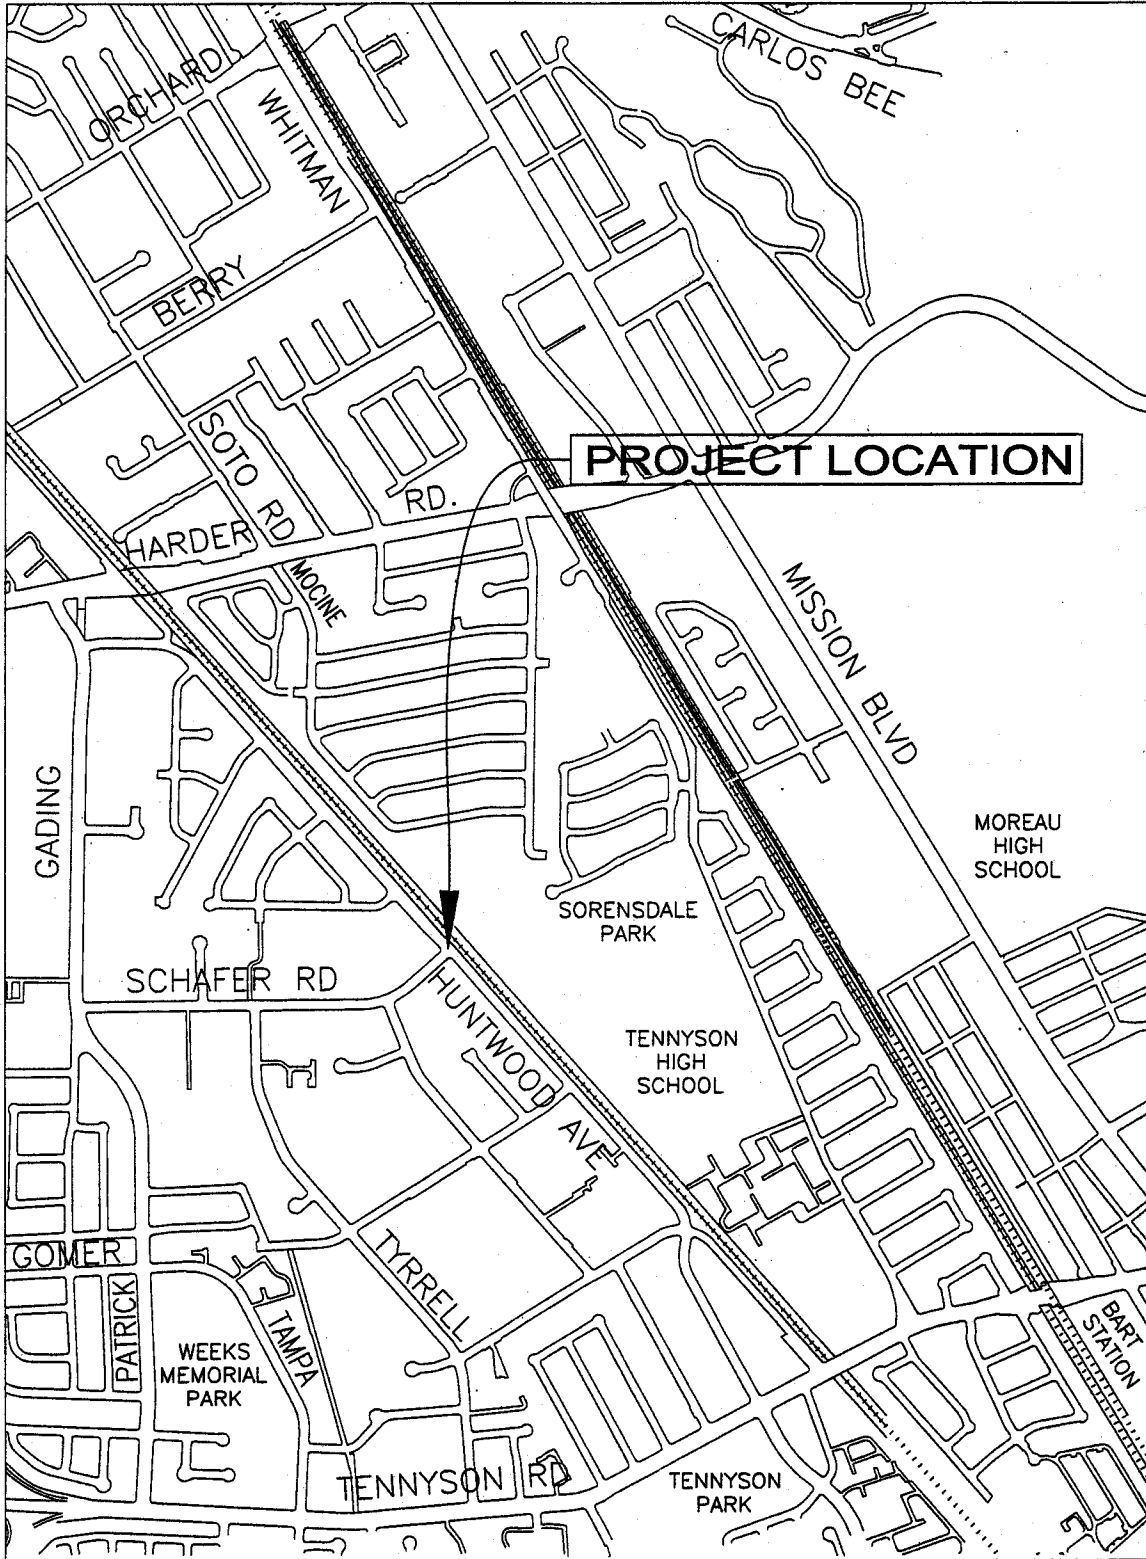 CARLOS BEE
ORCHARD
WHITMAN
BERRY
SOTO RD
PROJECT LOCATION
RD.
HARDER
MOCINE
MISSION BLVD
GADING
MOREAU
HIGH
SCHOOL
SORENSDALE
PARK
SCHAFER RD
HUNTWOOD AVE
TENNYSON
HIGH
SCHOOL
GOMER
PATRICK
TYRRELL
TAMPA
WEEKS
MEMORIAL
PARK
BART
STATION
TENNYSON RD
TENNYSON
PARK